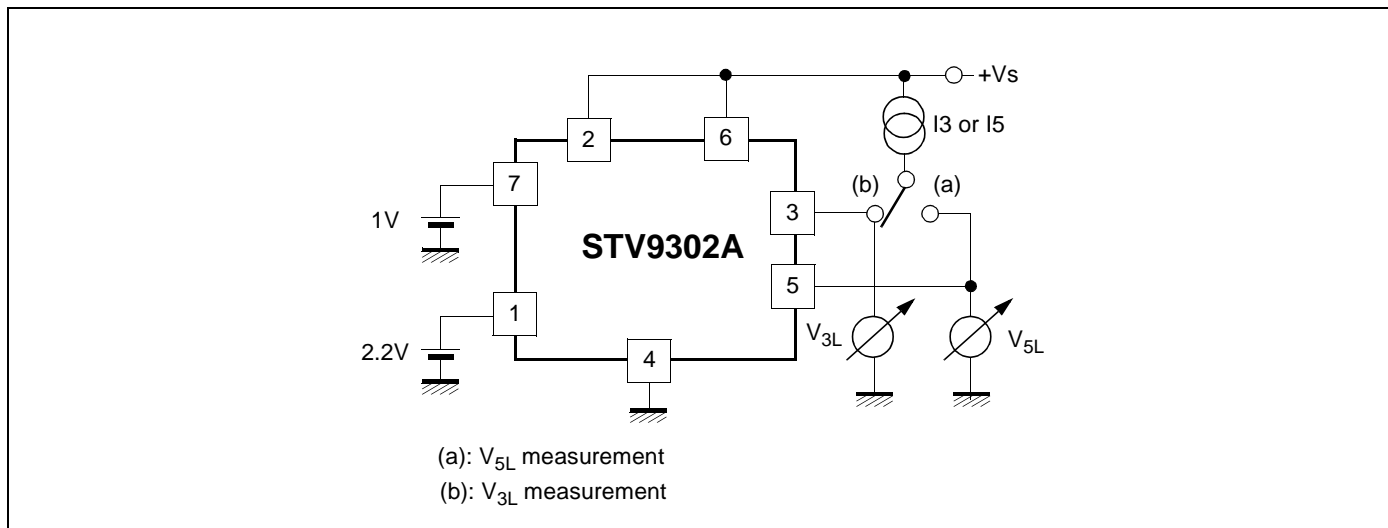 +Vs
I3 or I5
2
6
7
(b)
(a)
1V
3
STV9302A
5
1
V3L
V5L
2.2V
4
(a): V5L measurement
(b): V3L measurement